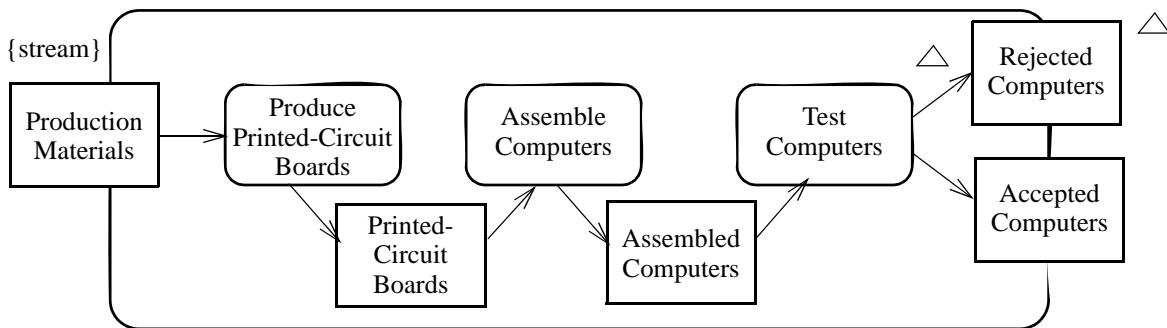 {stream}
Production
Materials
Produce
Printed-Circuit
Boards
Printed-
Circuit
Boards
Assemble
Computers
Assembled
Computers
Test
Computers
Rejected
Computers
Accepted
Computers